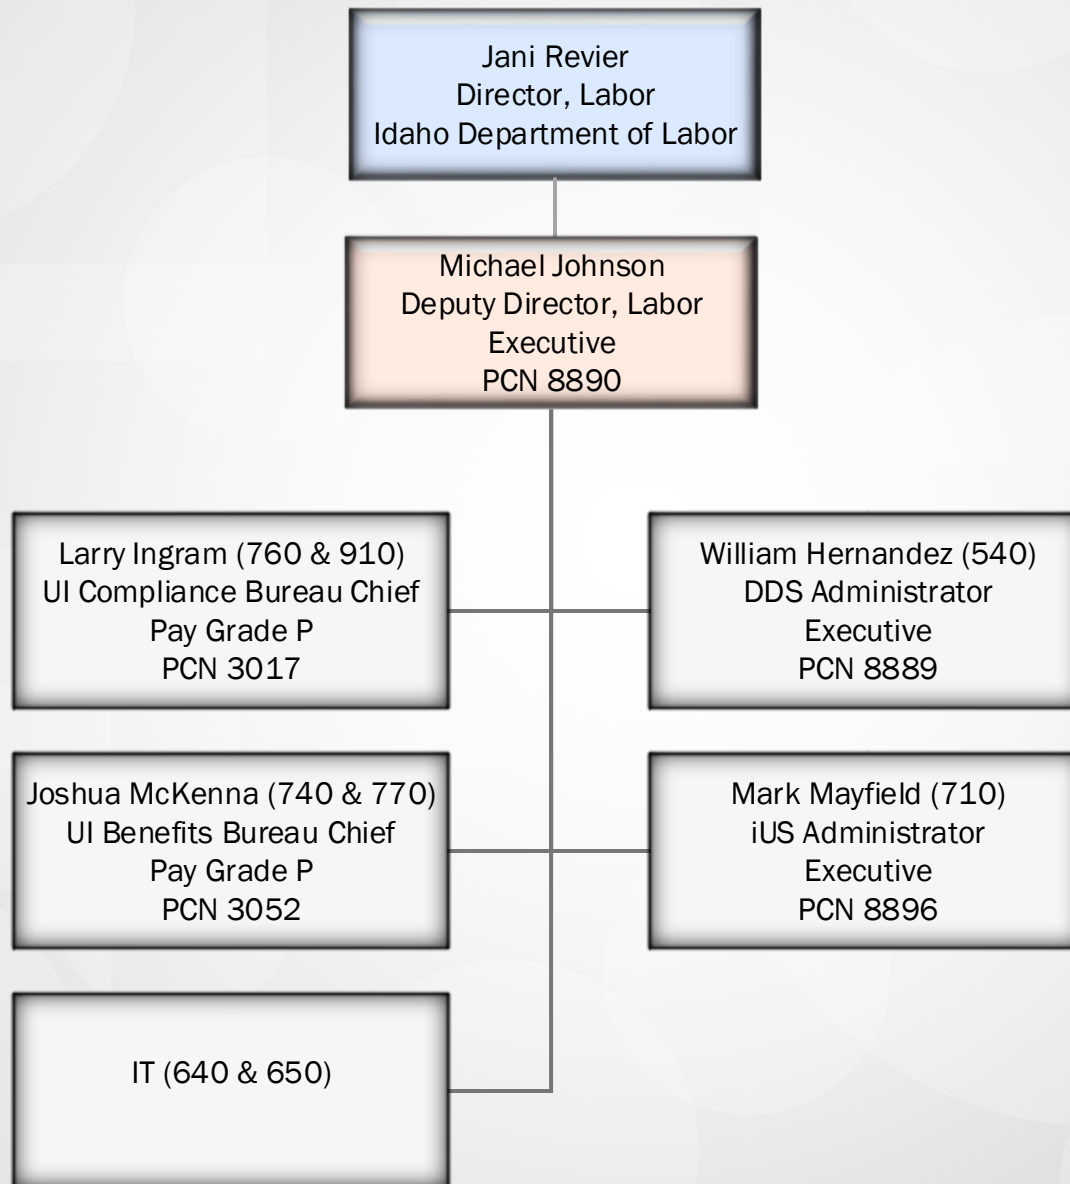 Jani Revier
Director, Labor
Idaho Department of Labor
Michael Johnson
Deputy Director, Labor
Executive
PCN 8890
Larry Ingram (760 & 910)
UI Compliance Bureau Chief
Pay Grade P
PCN 3017
William Hernandez (540)
DDS Administrator
Executive
PCN 8889
Joshua McKenna (740 & 770)
UI Benefits Bureau Chief
Pay Grade P
PCN 3052
Mark Mayfield (710)
iUS Administrator
Executive
PCN 8896
IT (640 & 650)